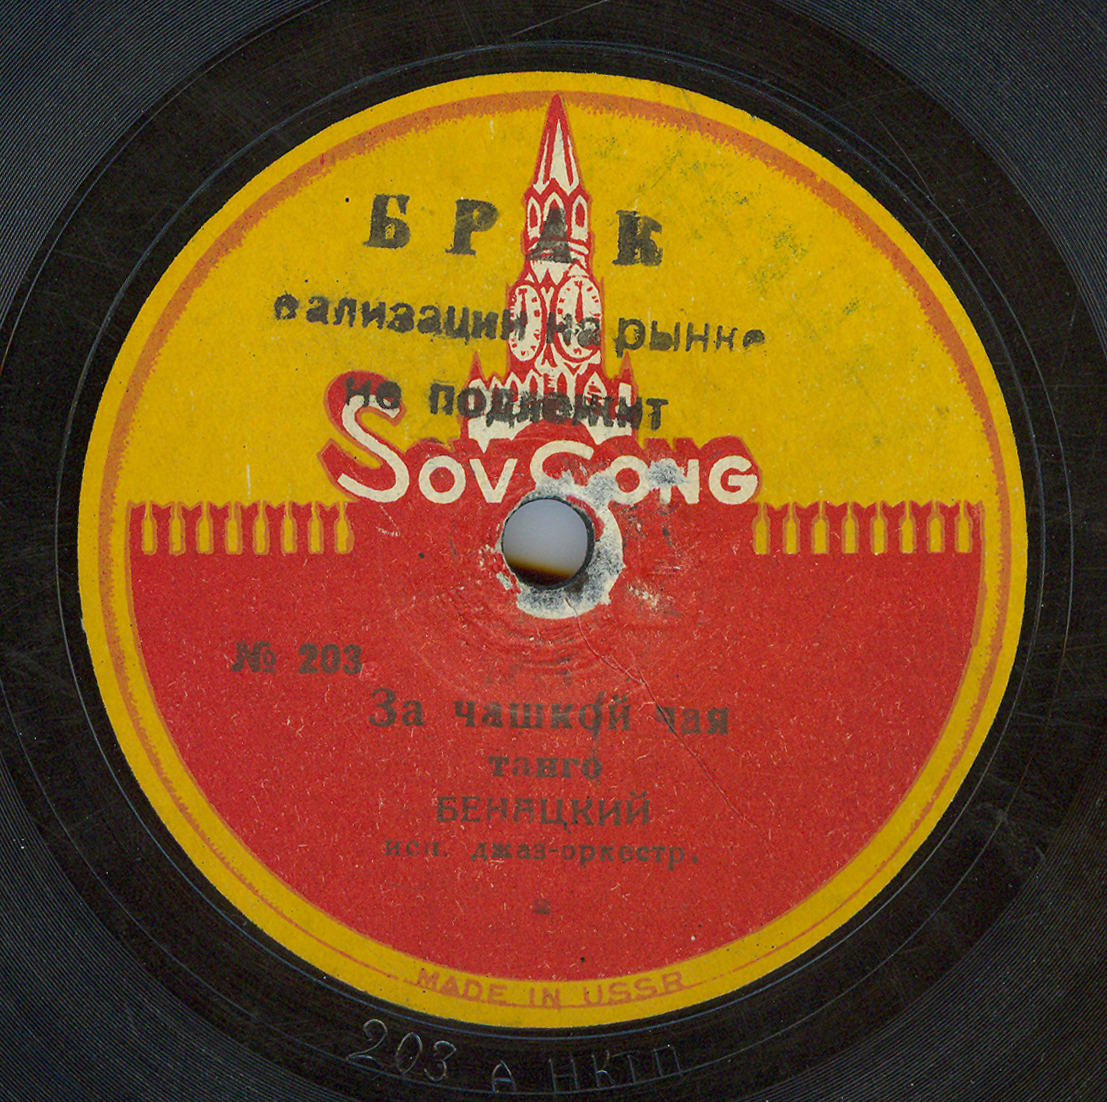 БРАК
еализации на рынке
не подлежит
SovSong
№ 203
За чашкой чая
танго
БЕНАЦКИЙ
исп. джаз-оркестр.
MADE IN USSR
203 А НКТП